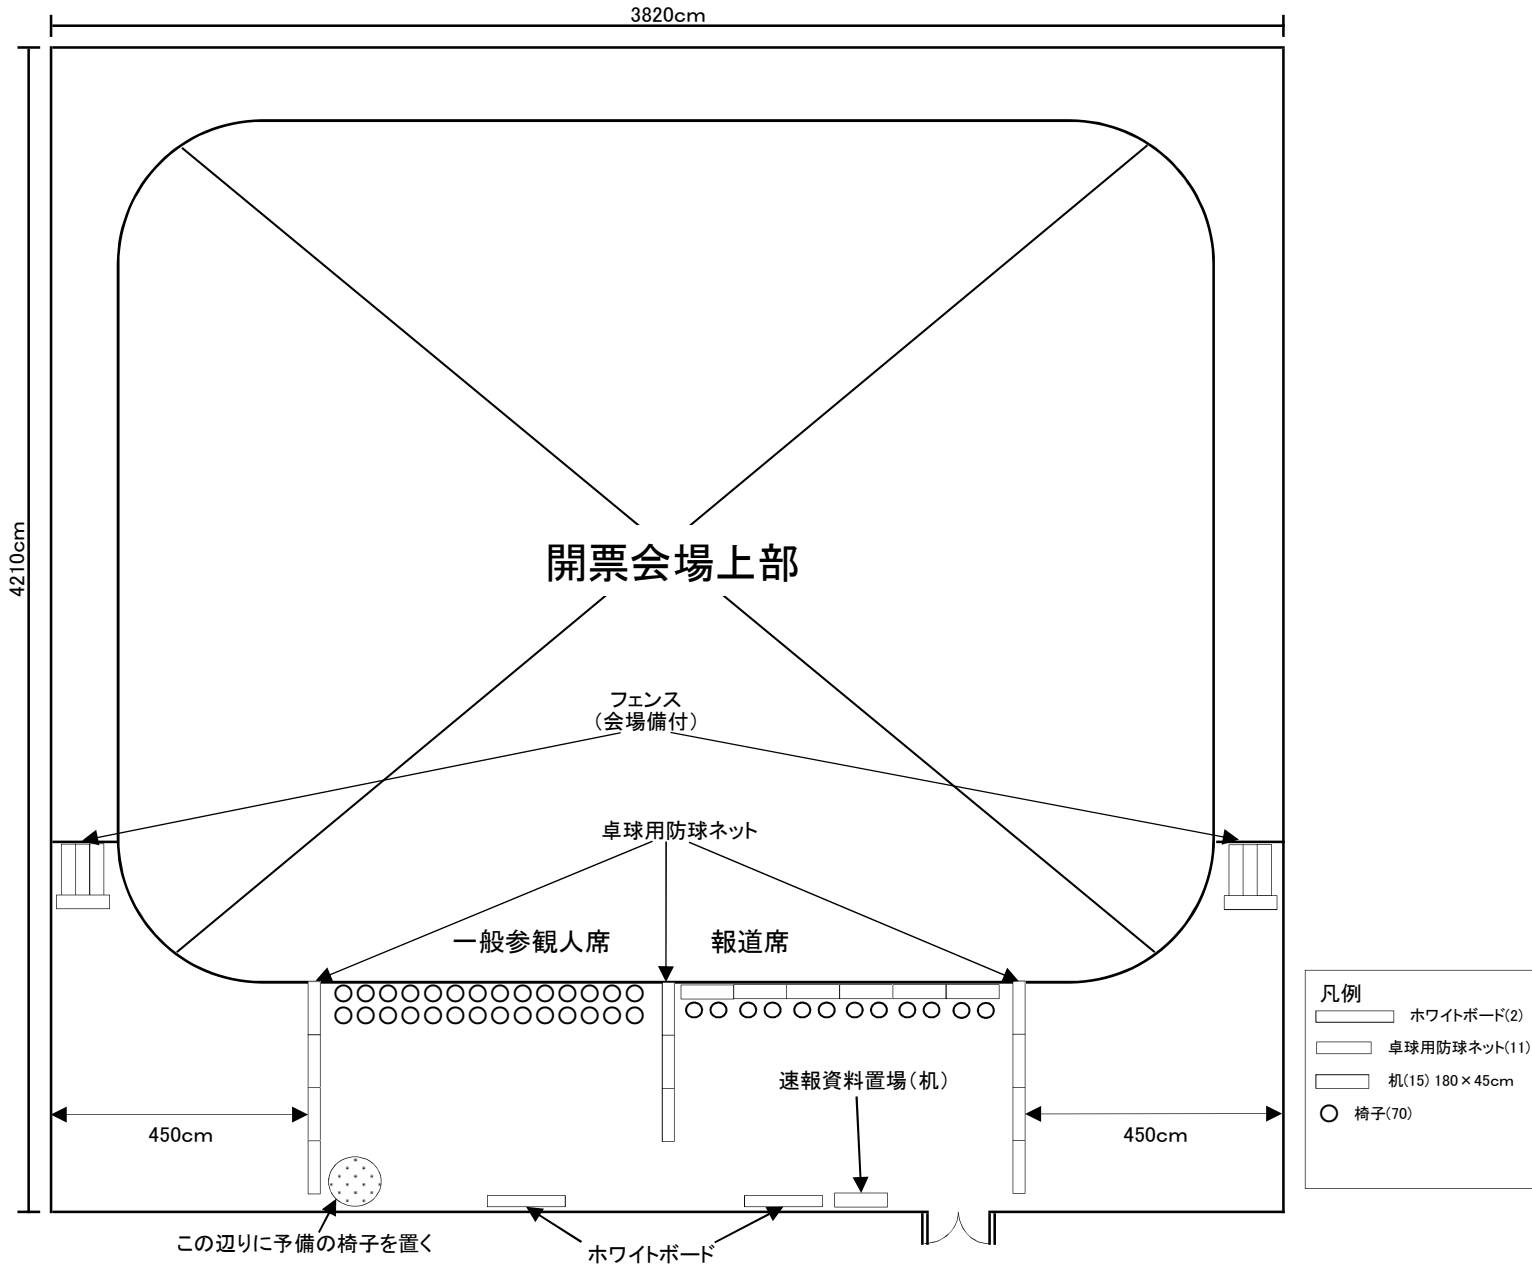 3820cm
4210cm
開票会場上部
フェンス
(会場備付)
卓球用防球ネット
一般参観人席
報道席
速報資料置場(机)
450cm
450cm
この辺りに予備の椅子を置く
ホワイトボード
凡例
ホワイトボード(2)
卓球用防球ネット(11)
机(15) 180×45cm
椅子(70)